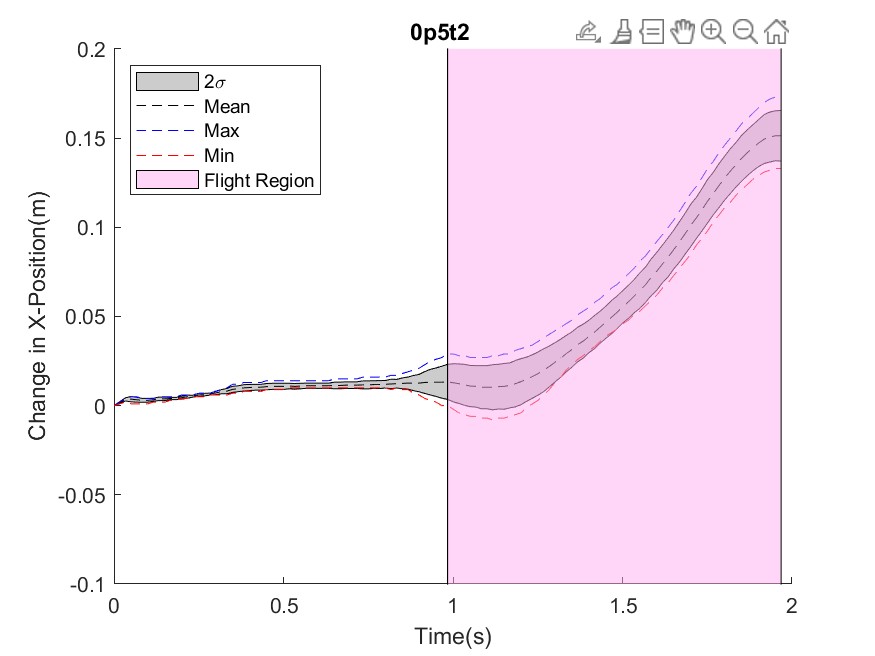 0p5t2
0.2
0.15
0.1
0.05
0
-0.05
-0.1
Change in X-Position(m)
2σ
Mean
Max
Min
Flight Region
0
0.5
1
1.5
2
Time(s)